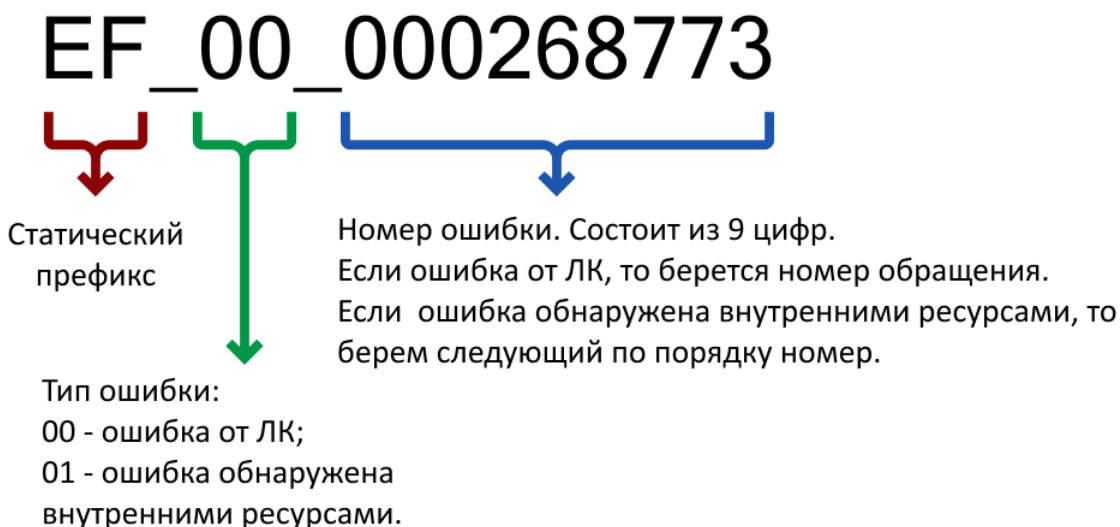 EF_00_000268773
Статический
префикс
Номер ошибки. Состоит из 9 цифр.
Если ошибка от ЛК, то берется номер обращения.
Если  ошибка обнаружена внутренними ресурсами, то
берем следующий по порядку номер.
Тип ошибки:
00 - ошибка от ЛК;
01 - ошибка обнаружена
внутренними ресурсами.